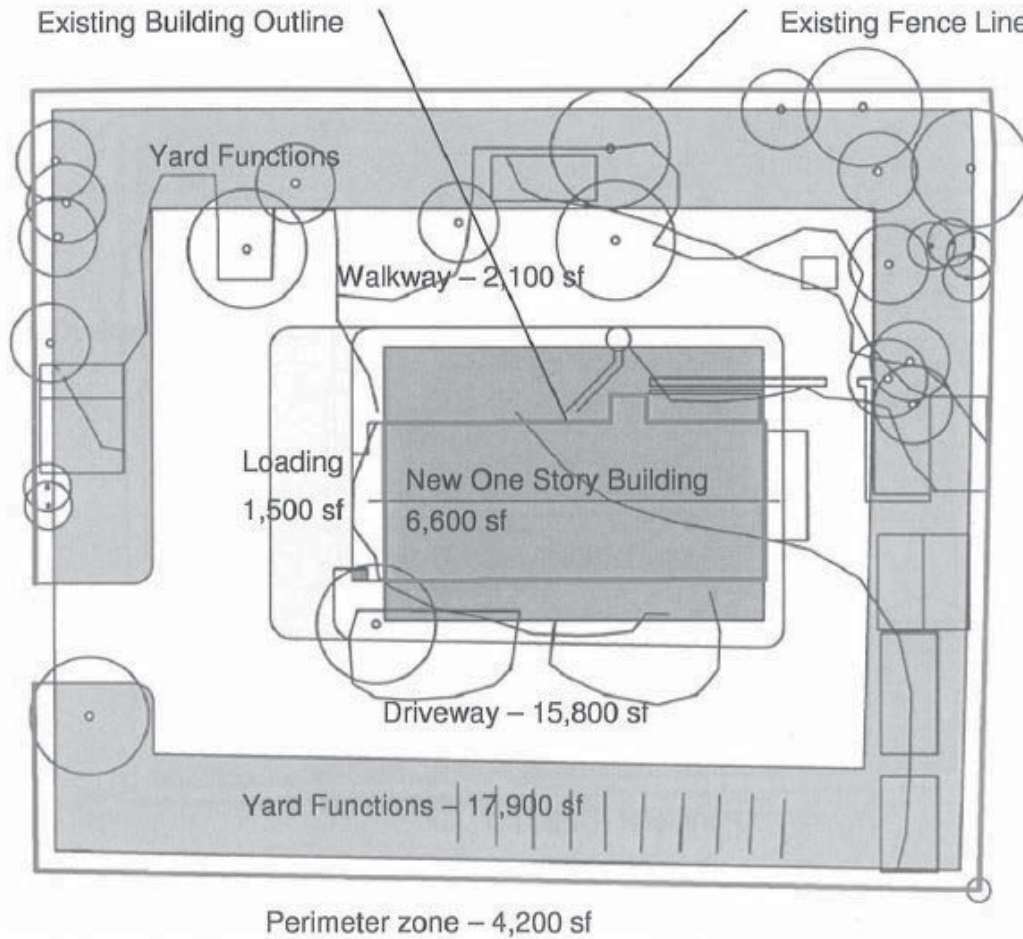 Existing Building Outline
Existing Fence Line
Yard Functions
Walkway – 2,100 sf
Loading
1,500 sf
New One Story Building
6,600 sf
Driveway – 15,800 sf
Yard Functions – 17,900 sf
Perimeter zone – 4,200 sf